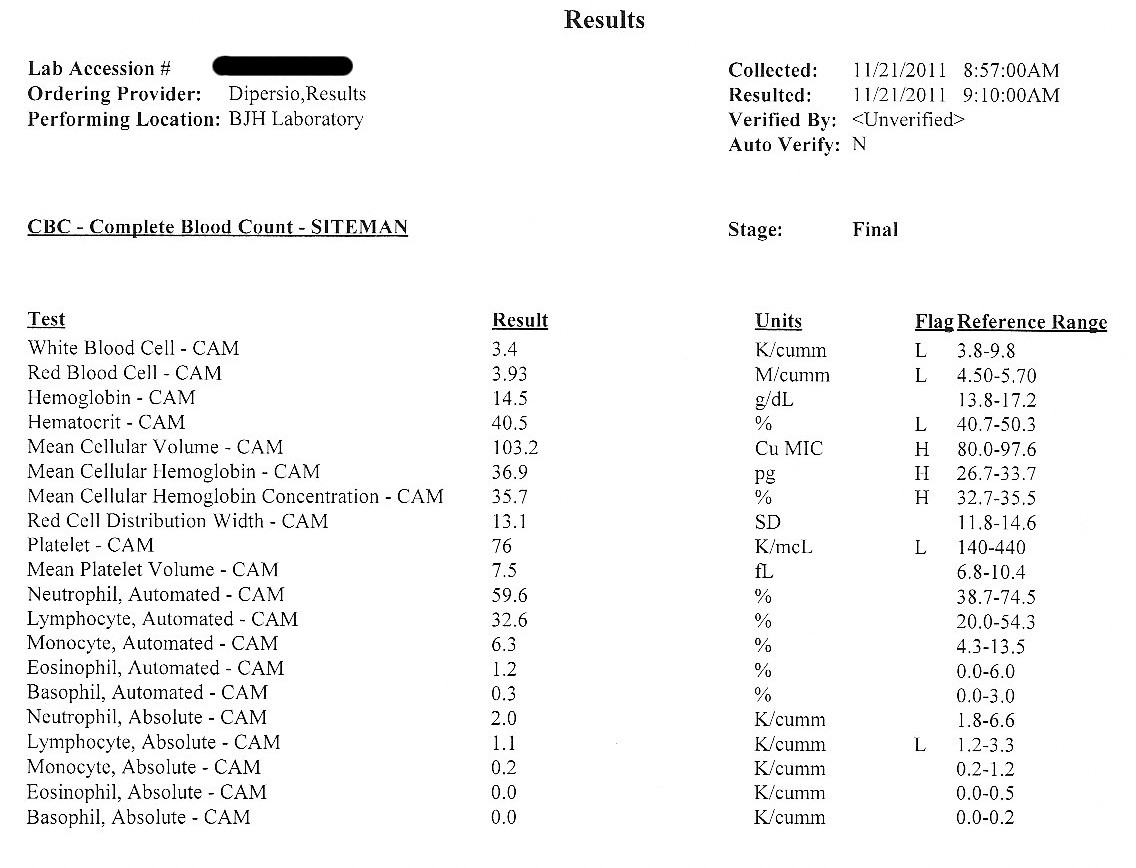 Results
Lab Accession #
Ordering Provider: Dipersio,Results
Performing Location: BJH Laboratory
Collected: 11/21/2011 8:57:00AM
Resulted: 11/21/2011 9:10:00AM
Verified By: <Unverified>
Auto Verify: N
CBC - Complete Blood Count - SITEMAN Stage: Final
Test Result Units Flag Reference Range
White Blood Cell - CAM 3.4 K/cumm L 3.8-9.8
Red Blood Cell - CAM 3.93 M/cumm L 4.50-5.70
Hemoglobin - CAM 14.5 g/dL 13.8-17.2
Hematocrit - CAM 40.5 % L 40.7-50.3
Mean Cellular Volume - CAM 103.2 Cu MIC H 80.0-97.6
Mean Cellular Hemoglobin - CAM 36.9 pg H 26.7-33.7
Mean Cellular Hemoglobin Concentration - CAM 35.7 % H 32.7-35.5
Red Cell Distribution Width - CAM 13.1 SD 11.8-14.6
Platelet - CAM 76 K/mcL L 140-440
Mean Platelet Volume - CAM 7.5 fL 6.8-10.4
Neutrophil, Automated - CAM 59.6 % 38.7-74.5
Lymphocyte, Automated - CAM 32.6 % 20.0-54.3
Monocyte, Automated - CAM 6.3 % 4.3-13.5
Eosinophil, Automated - CAM 1.2 % 0.0-6.0
Basophil, Automated - CAM 0.3 % 0.0-3.0
Neutrophil, Absolute - CAM 2.0 K/cumm 1.8-6.6
Lymphocyte, Absolute - CAM 1.1 K/cumm L 1.2-3.3
Monocyte, Absolute - CAM 0.2 K/cumm 0.2-1.2
Eosinophil, Absolute - CAM 0.0 K/cumm 0.0-0.5
Basophil, Absolute - CAM 0.0 K/cumm 0.0-0.2